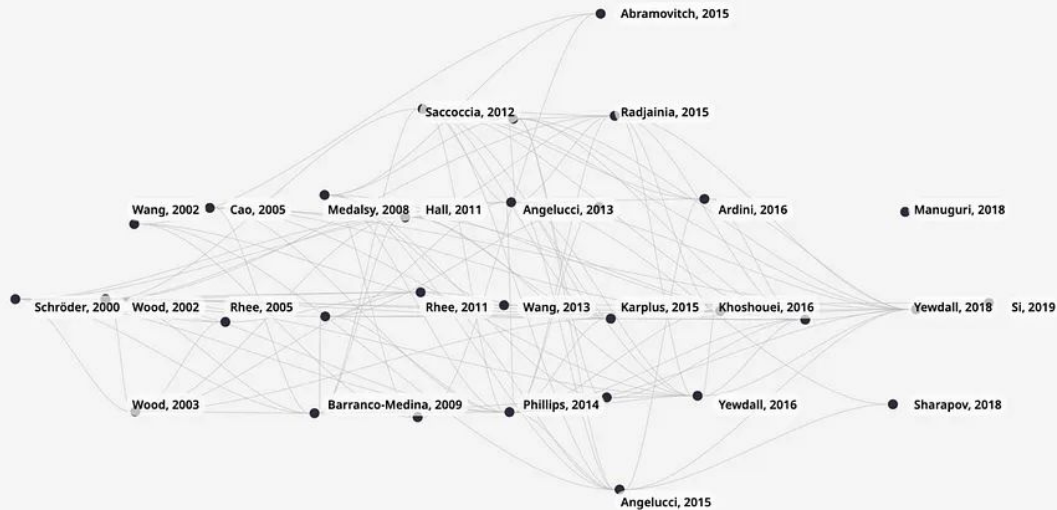 Abramovitch, 2015
Saccoccia, 2012
Radjainia, 2015
Wang, 2002
Cao, 2005
Medalsy, 2008
Hall, 2011
Angelucci, 2013
Ardini, 2016
Manuguri, 2018
Schröder, 2000
Wood, 2002
Rhee, 2005
Rhee, 2011
Wang, 2013
Karplus, 2015
Khoshouei, 2016
Yewdall, 2018
Si, 2019
Wood, 2003
Barranco-Medina, 2009
Phillips, 2014
Yewdall, 2016
Sharapov, 2018
Angelucci, 2015